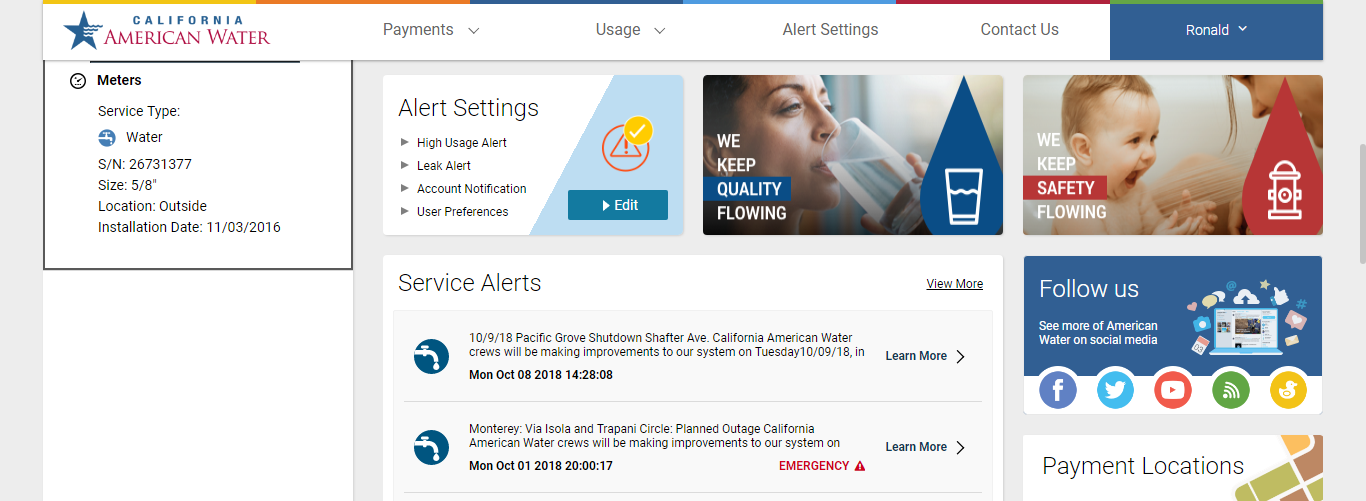 CALIFORNIA
AMERICAN WATER
Payments
Usage
Alert Settings
Contact Us
Ronald
Meters
Service Type:
Water
S/N: 26731377
Size: 5/8"
Location: Outside
Installation Date: 11/03/2016
Alert Settings
High Usage Alert
Leak Alert
Account Notification
User Preferences
Edit
WE
KEEP
QUALITY
FLOWING
WE
KEEP
SAFETY
FLOWING
Service Alerts
View More
10/9/18 Pacific Grove Shutdown Shafter Ave. California American Water
crews will be making improvements to our system on Tuesday10/09/18, in
Mon Oct 08 2018 14:28:08
Learn More
Monterey: Via Isola and Trapani Circle: Planned Outage California
American Water crews will be making improvements to our system on
Mon Oct 01 2018 20:00:17
EMERGENCY
Learn More
Follow us
See more of American
Water on social media
Payment Locations